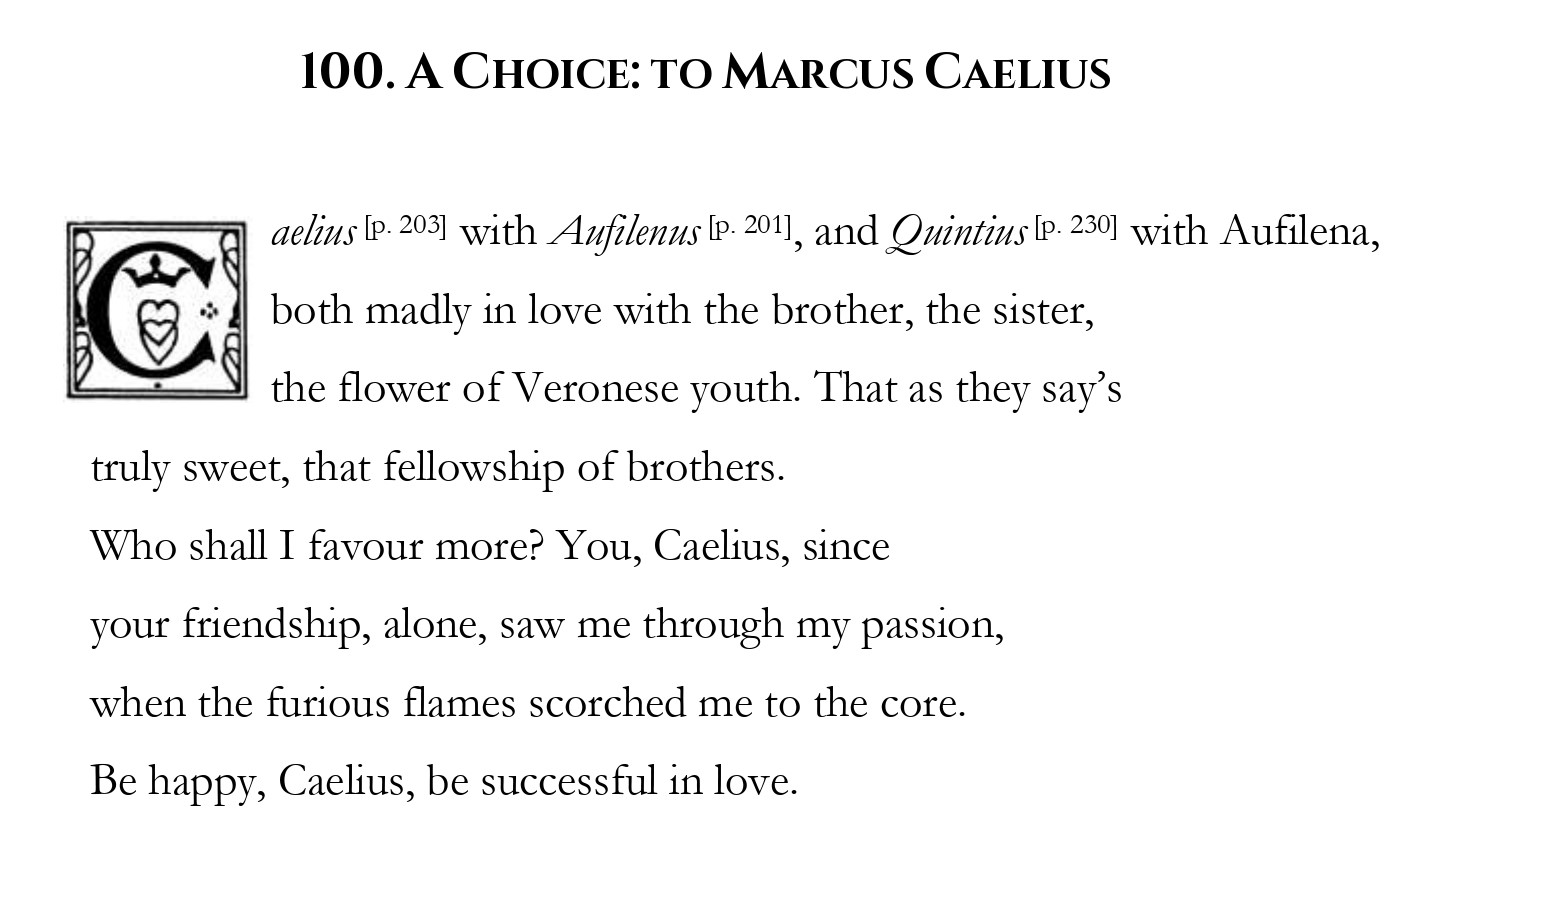 100. A CHOICE: TO MARCUS CAELIUS
Caelius [p. 203] with Aufilenus [p. 201], and Quintius [p. 230] with Aufilena,
both madly in love with the brother, the sister,
the flower of Veronese youth. That as they say’s
truly sweet, that fellowship of brothers.
Who shall I favour more? You, Caelius, since
your friendship, alone, saw me through my passion,
when the furious flames scorched me to the core.
Be happy, Caelius, be successful in love.